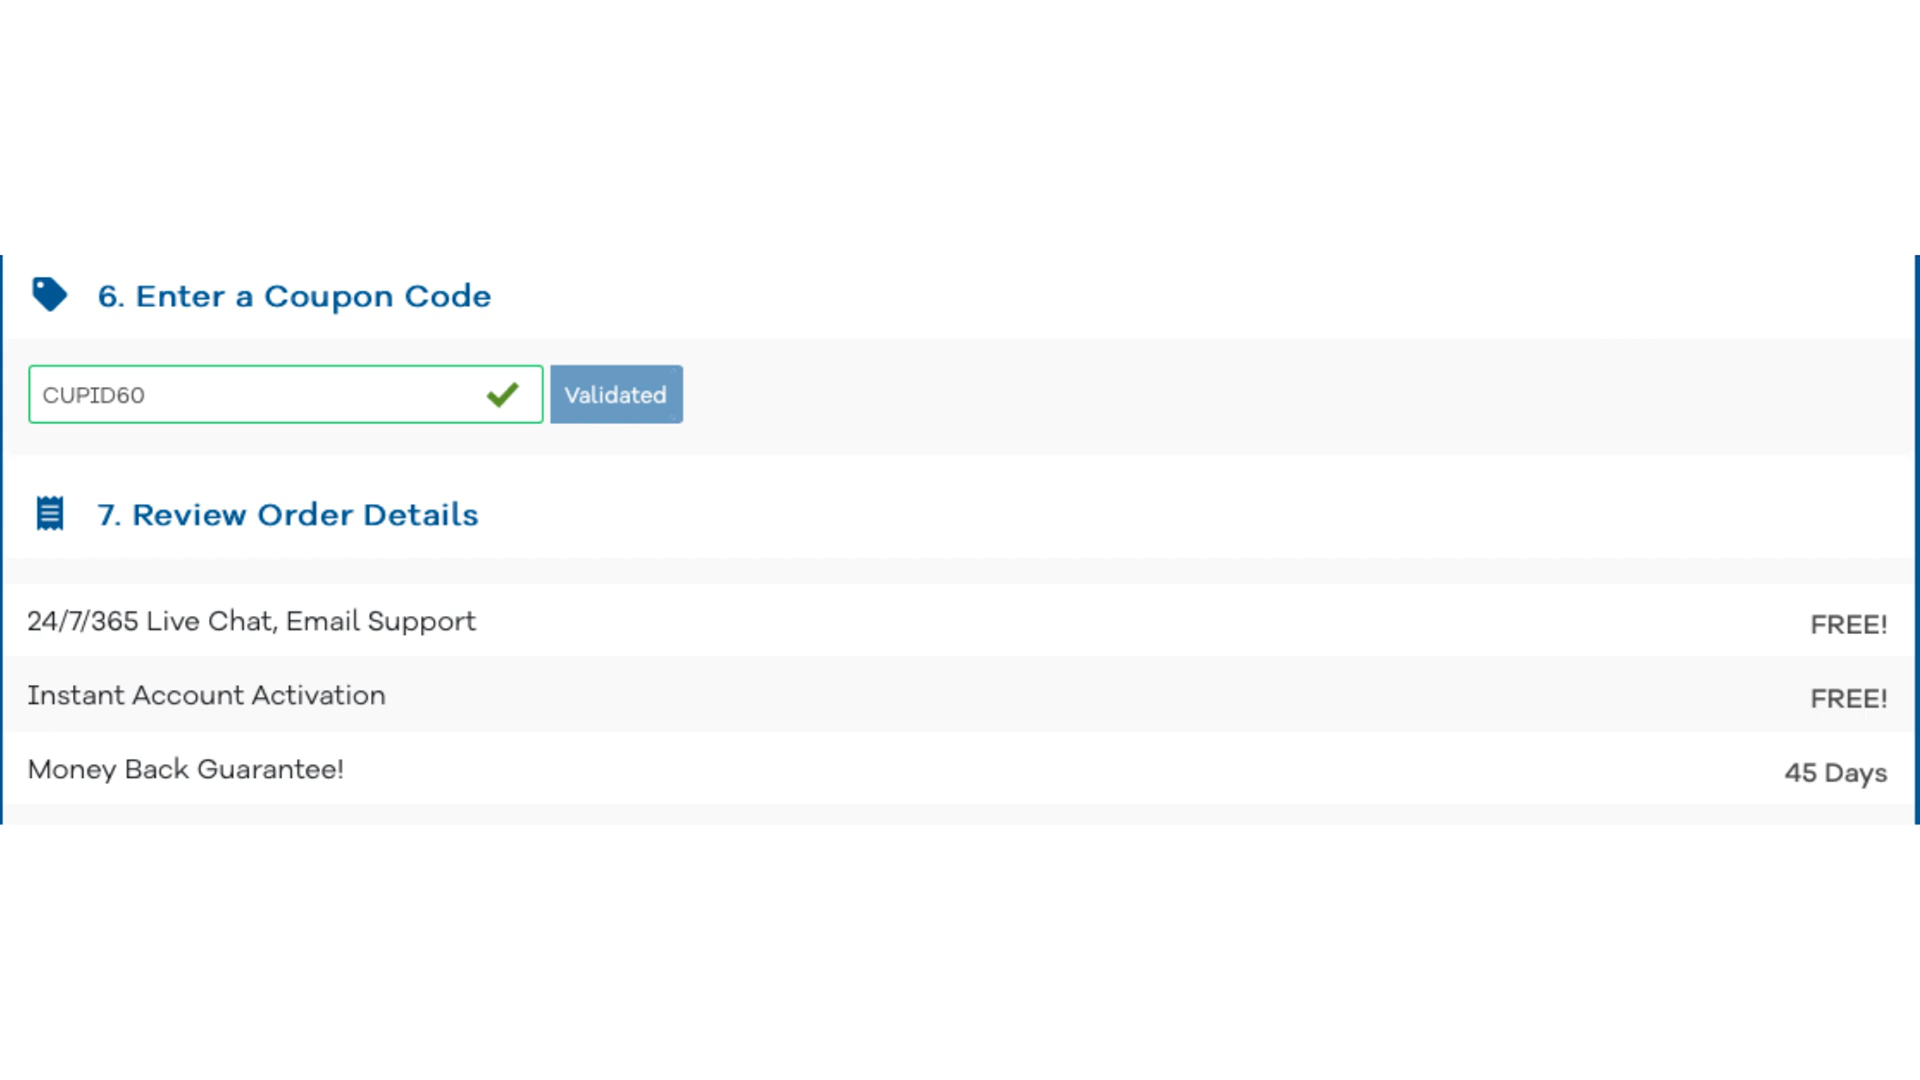 6. Enter a Coupon Code
CUPID60 Validated
7. Review Order Details
24/7/365 Live Chat, Email Support FREE!
Instant Account Activation FREE!
Money Back Guarantee! 45 Days